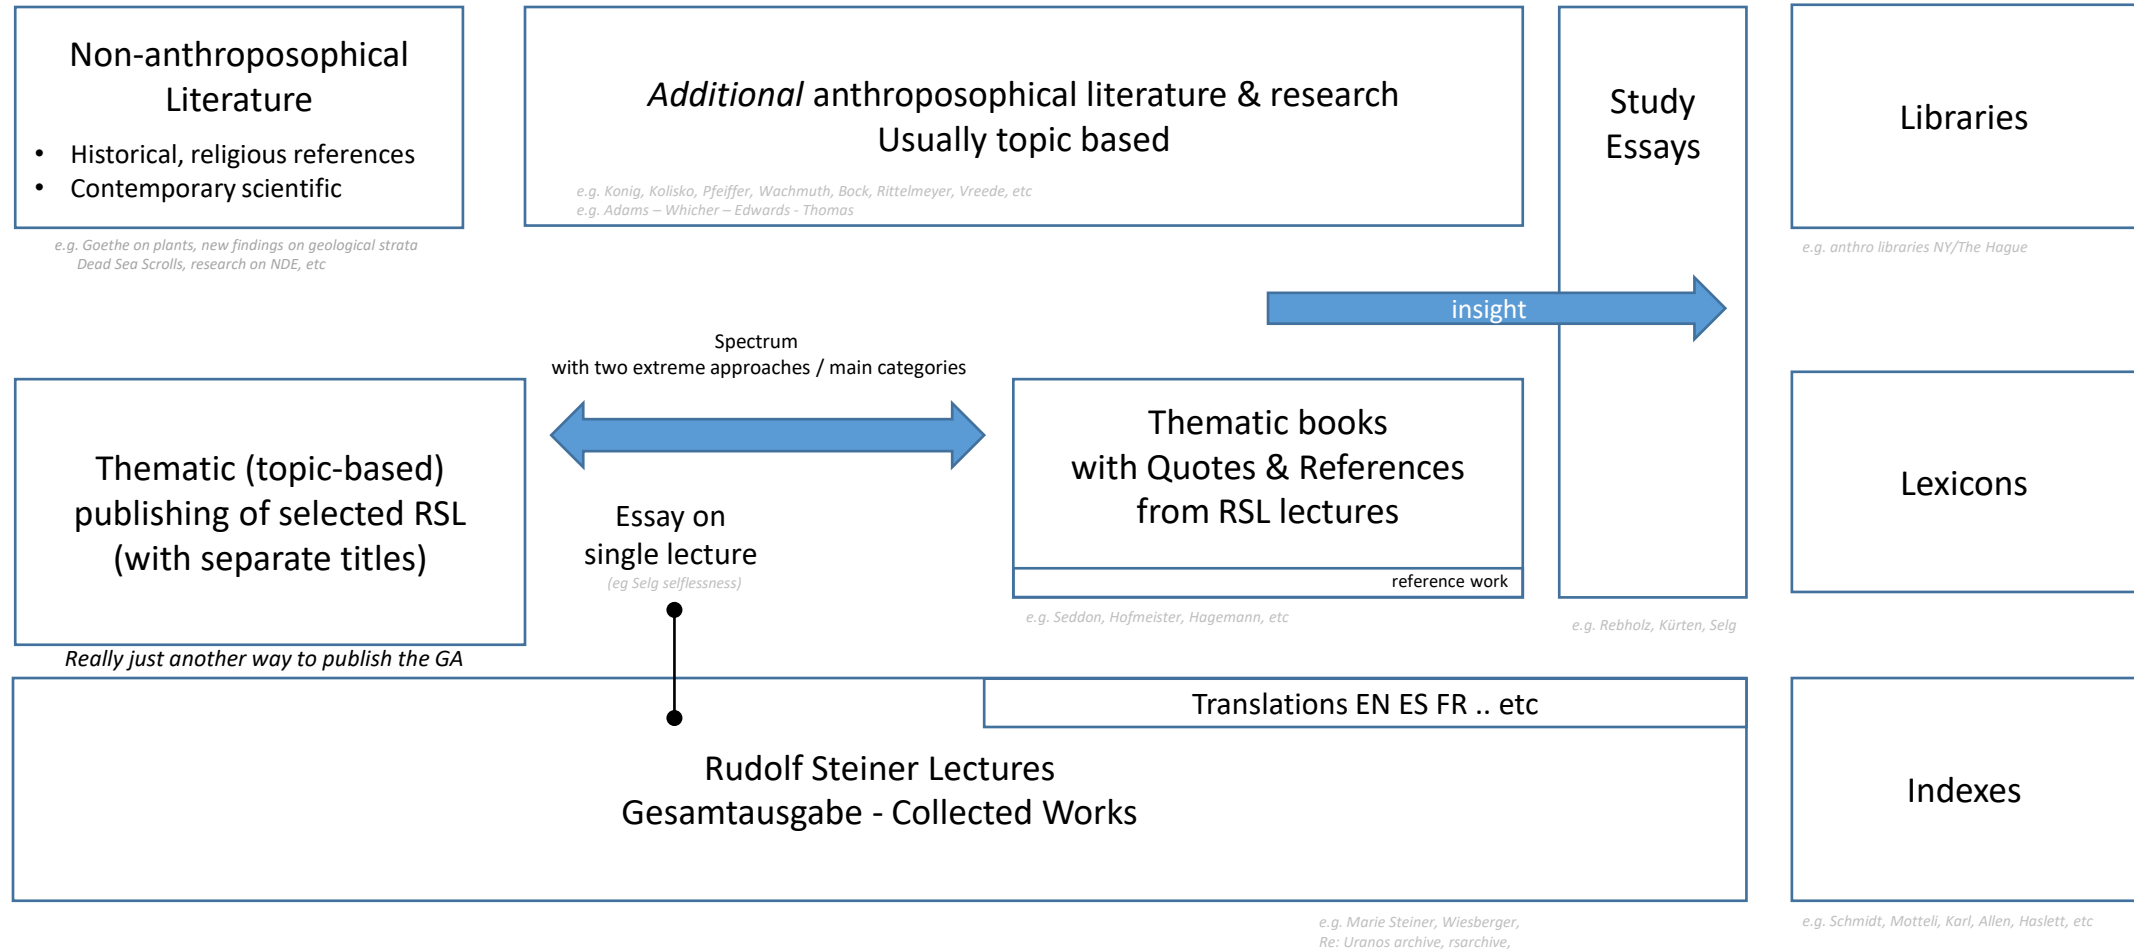 Non-anthroposophical
Literature
• Historical, religious references
• Contemporary scientific
e.g. Goethe on plants, new findings on geological strata
Dead Sea Scrolls, research on NDE, etc
Additional anthroposophical literature & research
Usually topic based
e.g. Konig, Kolisko, Pfeiffer, Wachmuth, Bock, Rittelmeyer, Vreede, etc
e.g. Adams – Whicher – Edwards - Thomas
Study
Essays
Libraries
e.g. anthro libraries NY/The Hague
insight
Spectrum
with two extreme approaches / main categories
Thematic (topic-based)
publishing of selected RSL
(with separate titles)
Really just another way to publish the GA
Essay on
single lecture
(eg Selg selflessness)
Thematic books
with Quotes & References
from RSL lectures
reference work
e.g. Seddon, Hofmeister, Hagemann, etc
e.g. Rebholz, Kürten, Selg
Lexicons
Translations EN ES FR .. etc
Rudolf Steiner Lectures
Gesamtausgabe - Collected Works
e.g. Marie Steiner, Wiesberger,
Re: Uranos archive, rsarchive,
Indexes
e.g. Schmidt, Motteli, Karl, Allen, Haslett, etc